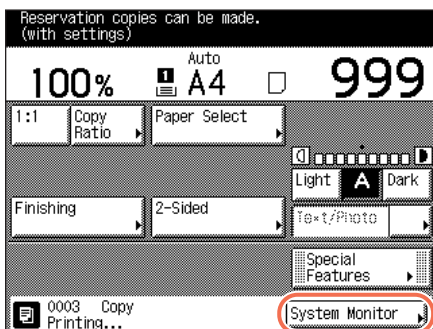 Reservation copies can be made.
(with settings)
Auto
100% 1 A4 999
1:1 Copy Ratio Paper Select
Light A Dark
Finishing 2-Sided Text/Photo
Special Features
0003 Copy
Printing... System Monitor